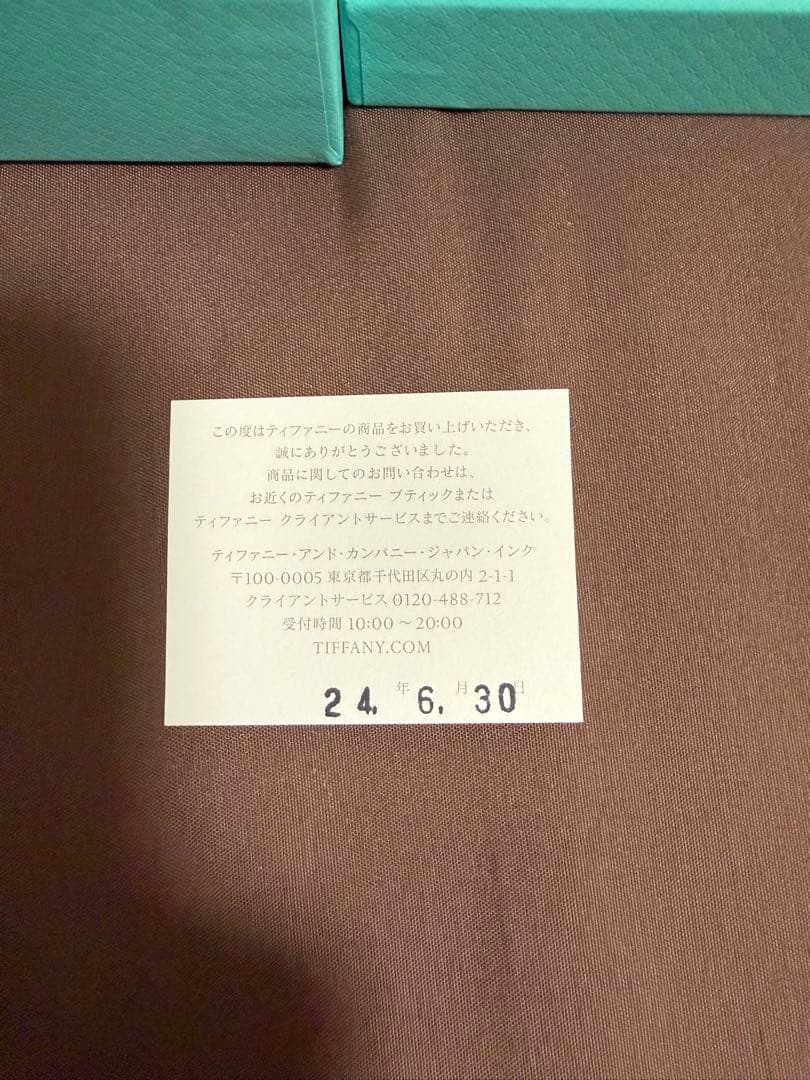 この度はティファニーの商品をお買い上げいただき、
誠にありがとうございました。
商品に関してのお問い合わせは、
お近くのティファニー ブティックまたは
ティファニー クライアントサービスまでご連絡ください。
ティファニー・アンド・カンパニー・ジャパン・インク
〒100-0005 東京都千代田区丸の内 2-1-1
クライアントサービス 0120-488-712
受付時間 10:00 ～ 20:00
TIFFANY.COM
24. 年 6. 月 30 日